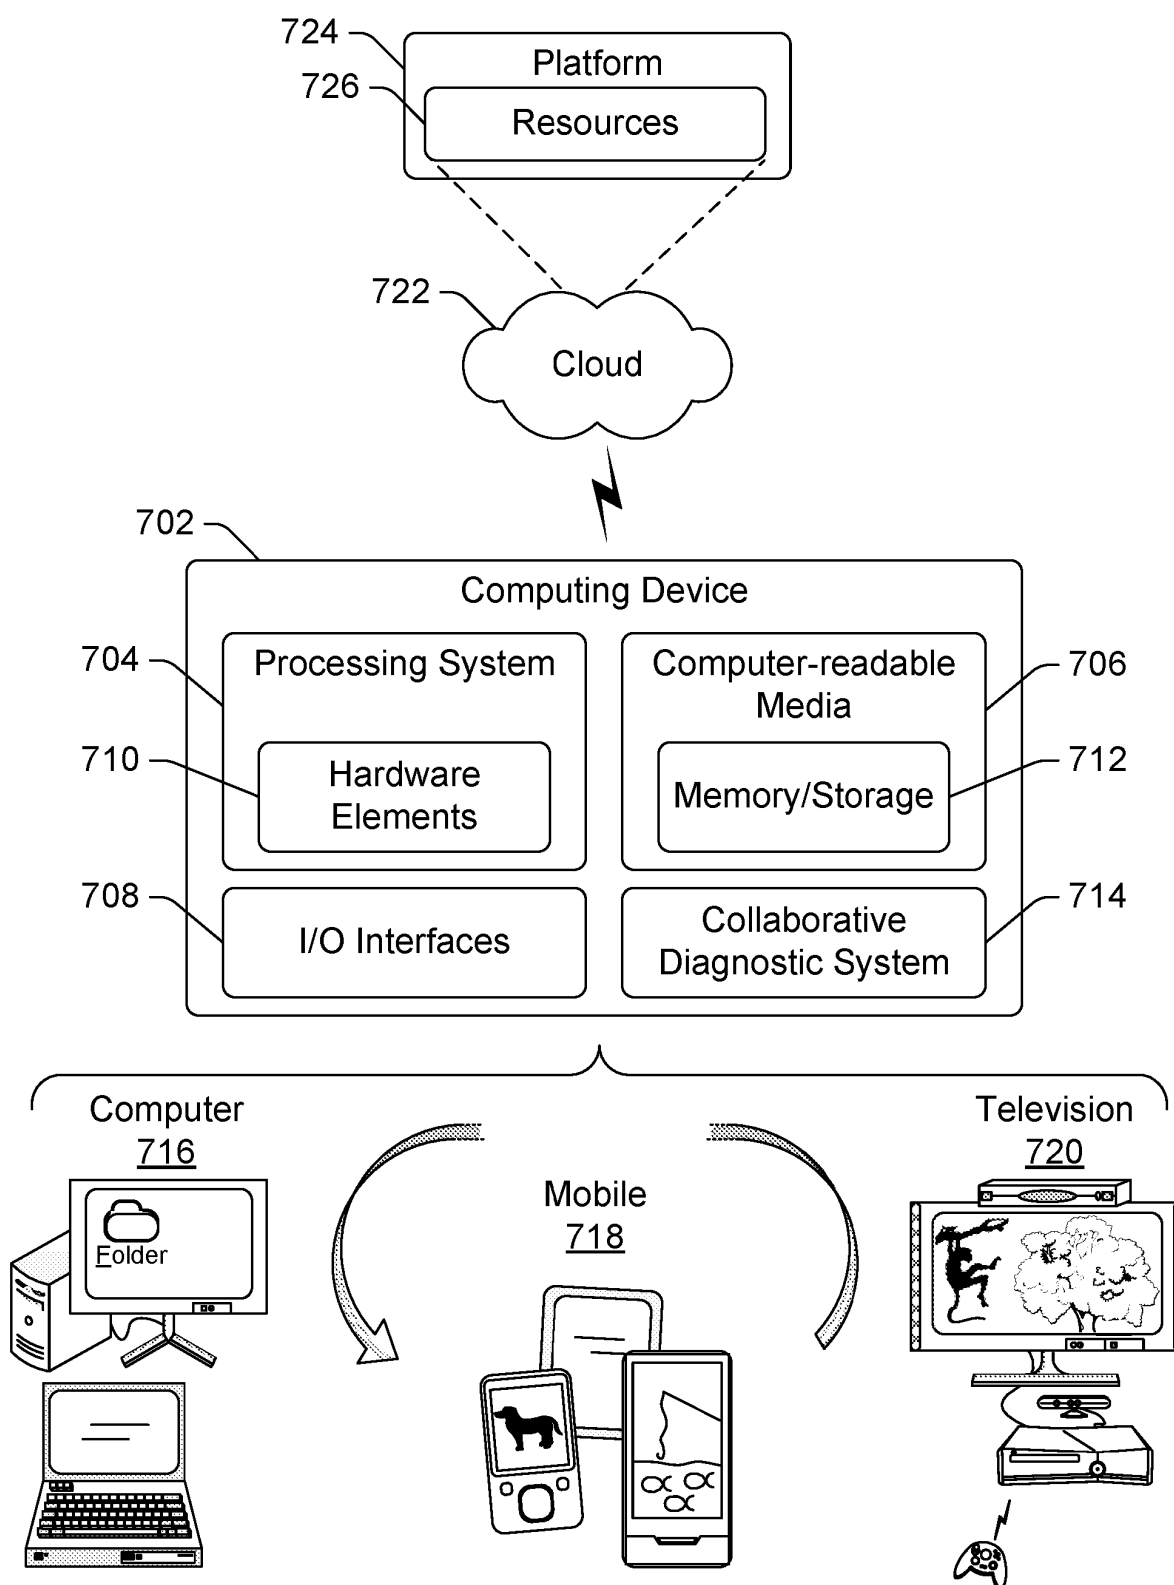 724
Platform
726
Resources
722
Cloud
702
Computing Device
704
Processing System
Computer-readable
Media
706
710
Hardware
Elements
Memory/Storage
712
708
I/O Interfaces
Collaborative
Diagnostic System
714
Computer
716
Folder
Mobile
718
Television
720